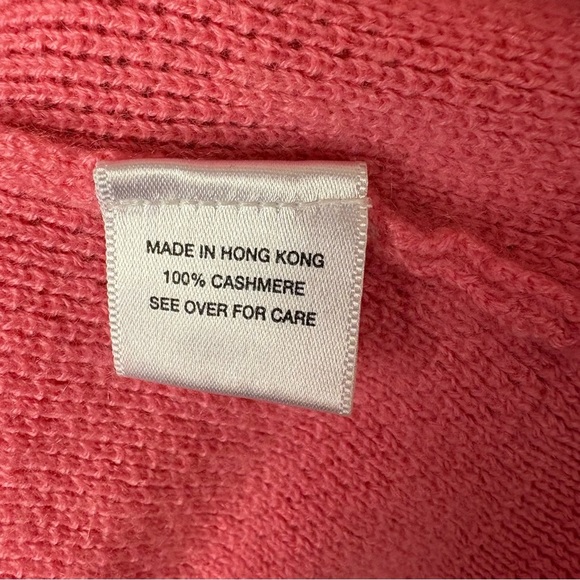 MADE IN HONG KONG
100% CASHMERE
SEE OVER FOR CARE